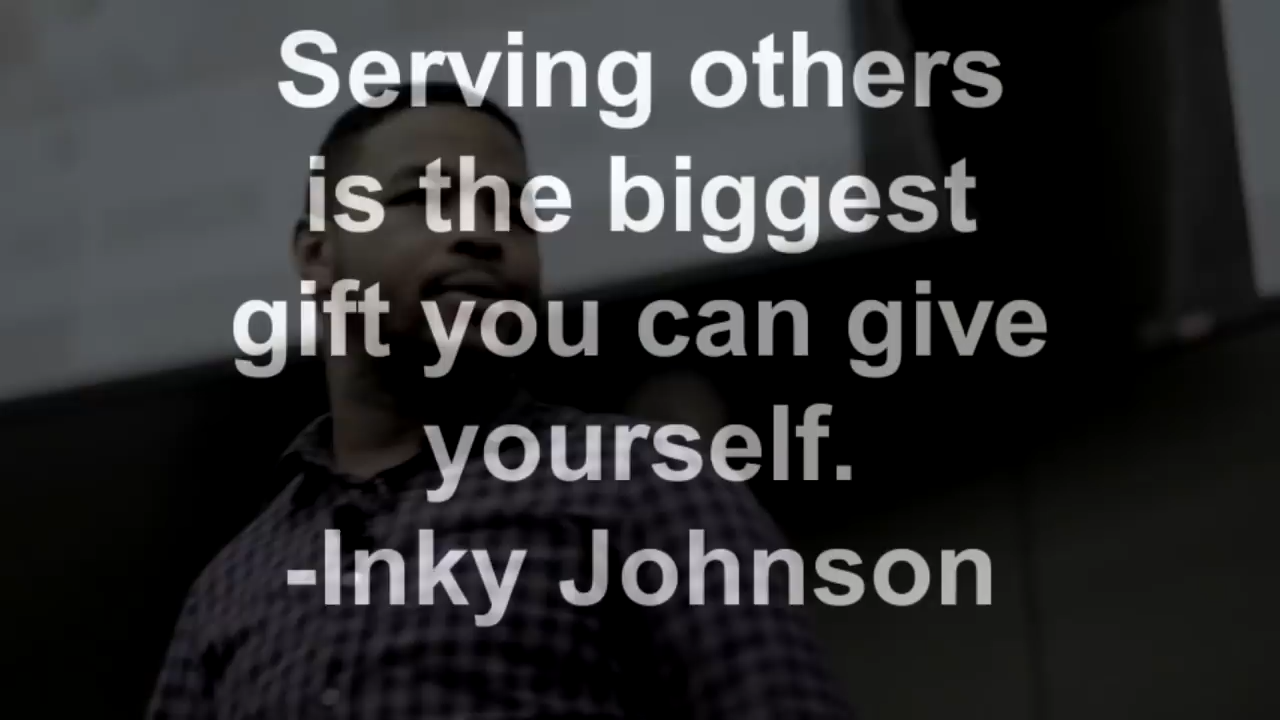 Serving others
is the biggest
gift you can give
yourself.
-Inky Johnson